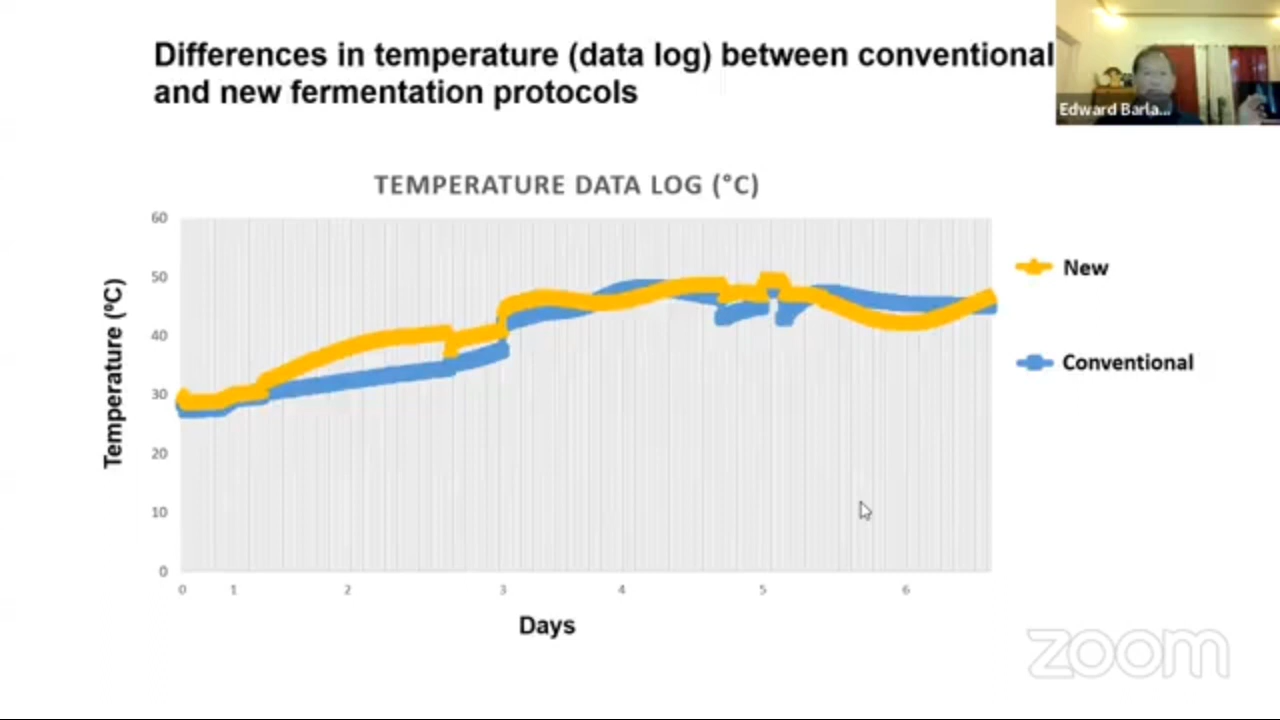 Differences in temperature (data log) between conventional
and new fermentation protocols
Edward Barla...
TEMPERATURE DATA LOG (°C)
Temperature (ºC)
60
50
40
30
20
10
0
0 1 2 3 4 5 6
Days
New
Conventional
zoom